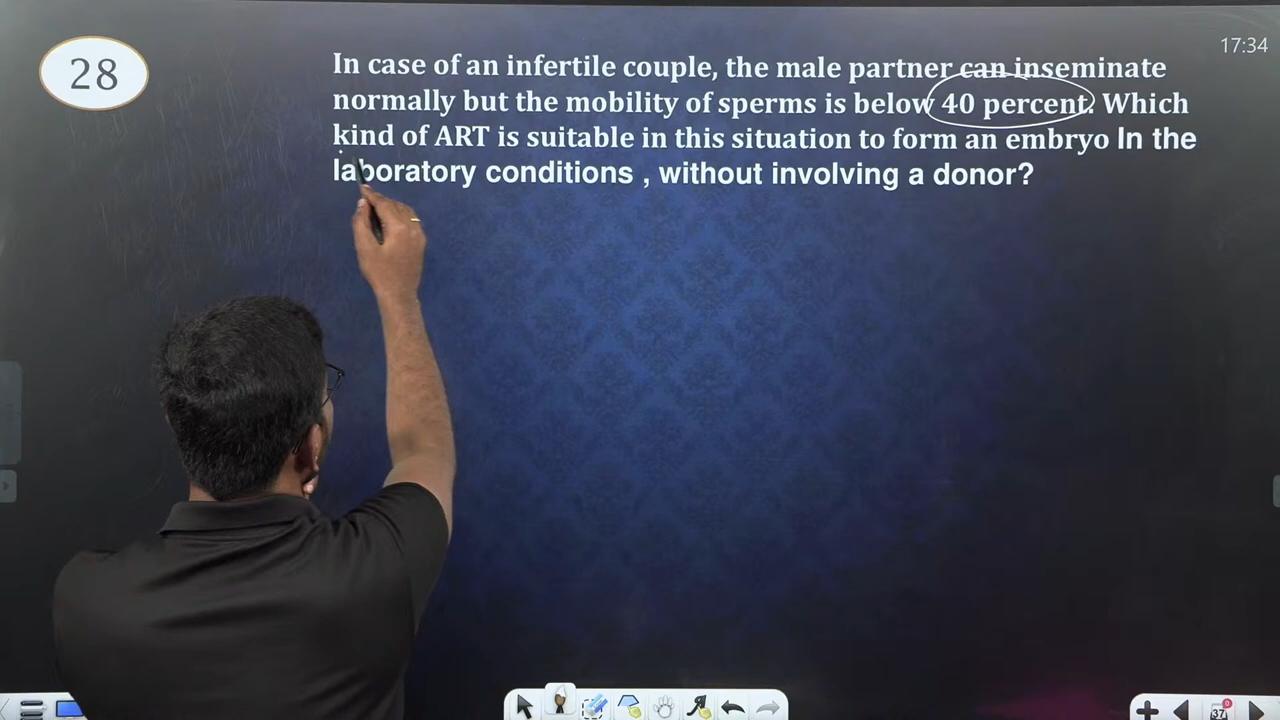 17:34
28
In case of an infertile couple, the male partner can inseminate
normally but the mobility of sperms is below 40 percent. Which
kind of ART is suitable in this situation to form an embryo In the
laboratory conditions , without involving a donor?
37